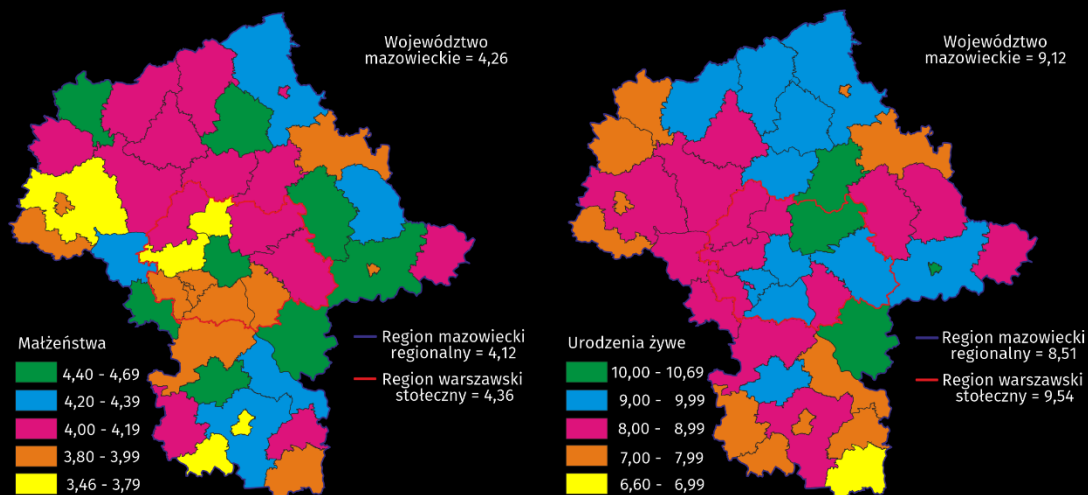 Województwo
mazowieckie = 4,26
Małżeństwa
4,40 - 4,69
4,20 - 4,39
4,00 - 4,19
3,80 - 3,99
3,46 - 3,79
Region mazowiecki
regionalny = 4,12
Region warszawski
stołeczny = 4,36
Województwo
mazowieckie = 9,12
Urodzenia żywe
10,00 - 10,69
9,00 - 9,99
8,00 - 8,99
7,00 - 7,99
6,60 - 6,99
Region mazowiecki
regionalny = 8,51
Region warszawski
stołeczny = 9,54